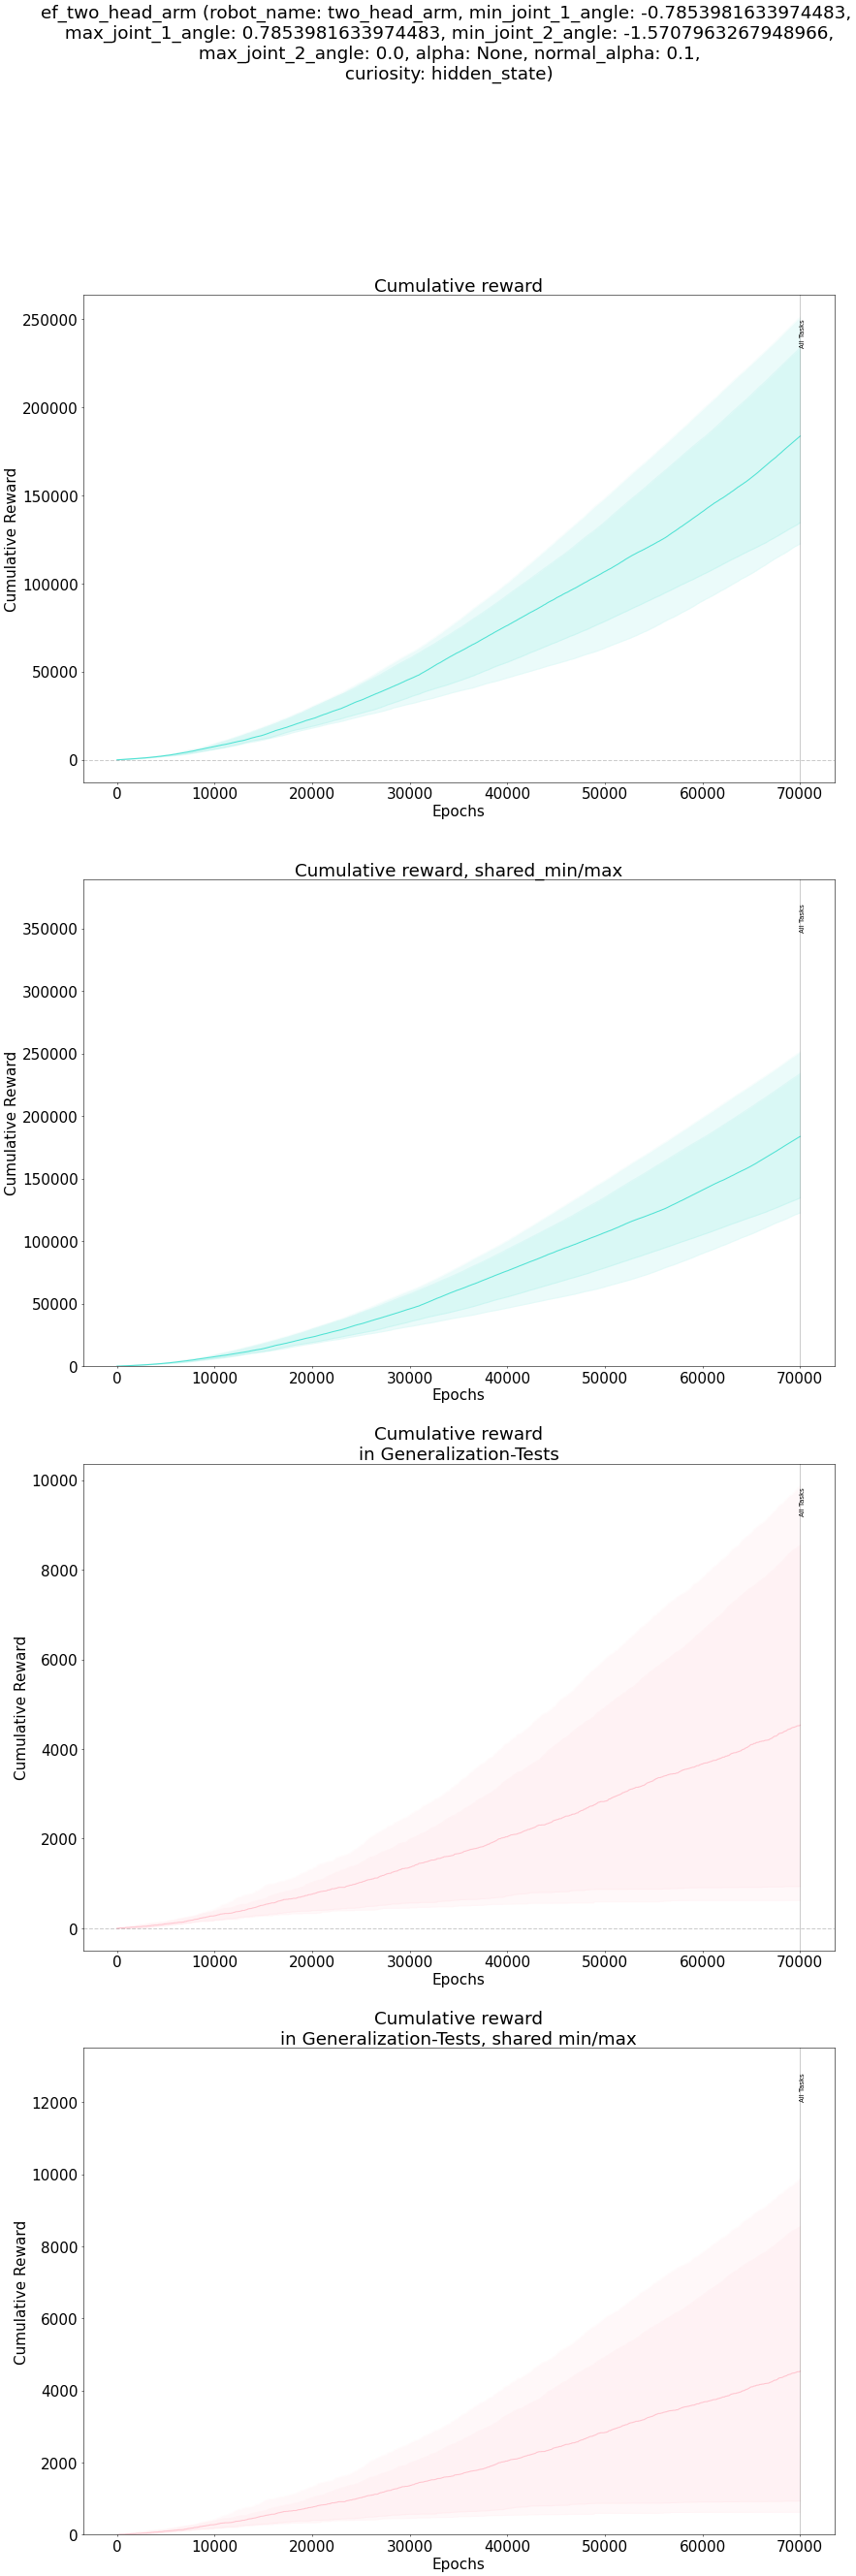 ef_two_head_arm (robot_name: two_head_arm, min_joint_1_angle: -0.7853981633974483,
max_joint_1_angle: 0.7853981633974483, min_joint_2_angle: -1.5707963267948966,
max_joint_2_angle: 0.0, alpha: None, normal_alpha: 0.1,
curiosity: hidden_state)
Cumulative reward
250000
200000
150000
100000
50000
0
Cumulative Reward
All Tasks
0 10000 20000 30000 40000 50000 60000 70000
Epochs
Cumulative reward, shared_min/max
350000
300000
250000
200000
150000
100000
50000
0
Cumulative Reward
All Tasks
0 10000 20000 30000 40000 50000 60000 70000
Epochs
Cumulative reward
in Generalization-Tests
10000
8000
6000
4000
2000
0
Cumulative Reward
All Tasks
0 10000 20000 30000 40000 50000 60000 70000
Epochs
Cumulative reward
in Generalization-Tests, shared min/max
12000
10000
8000
6000
4000
2000
0
Cumulative Reward
All Tasks
0 10000 20000 30000 40000 50000 60000 70000
Epochs